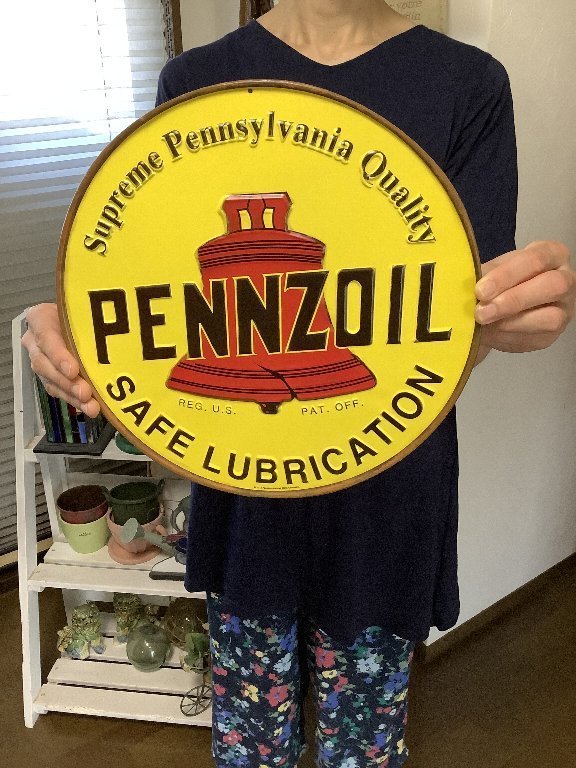 Supreme Pennsylvania Quality
PENNZOIL
REG. U.S. PAT. OFF.
SAFE LUBRICATION